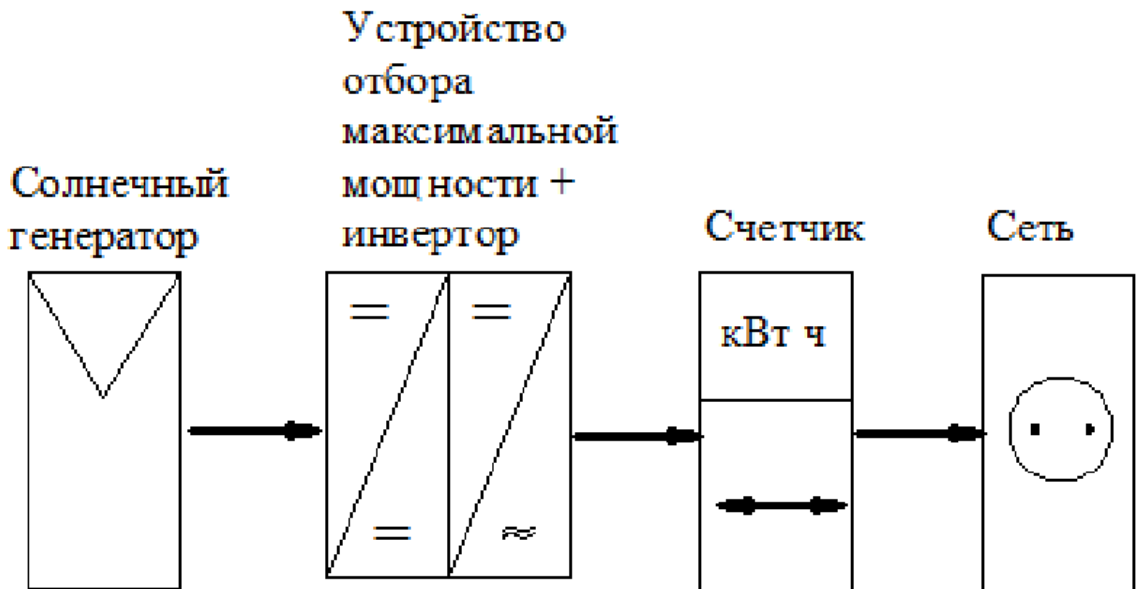 Солнечный
генератор
Устройство
отбора
максимальной
мощности +
инвертор
Счетчик
Сеть
= =
= ≈
кВт ч